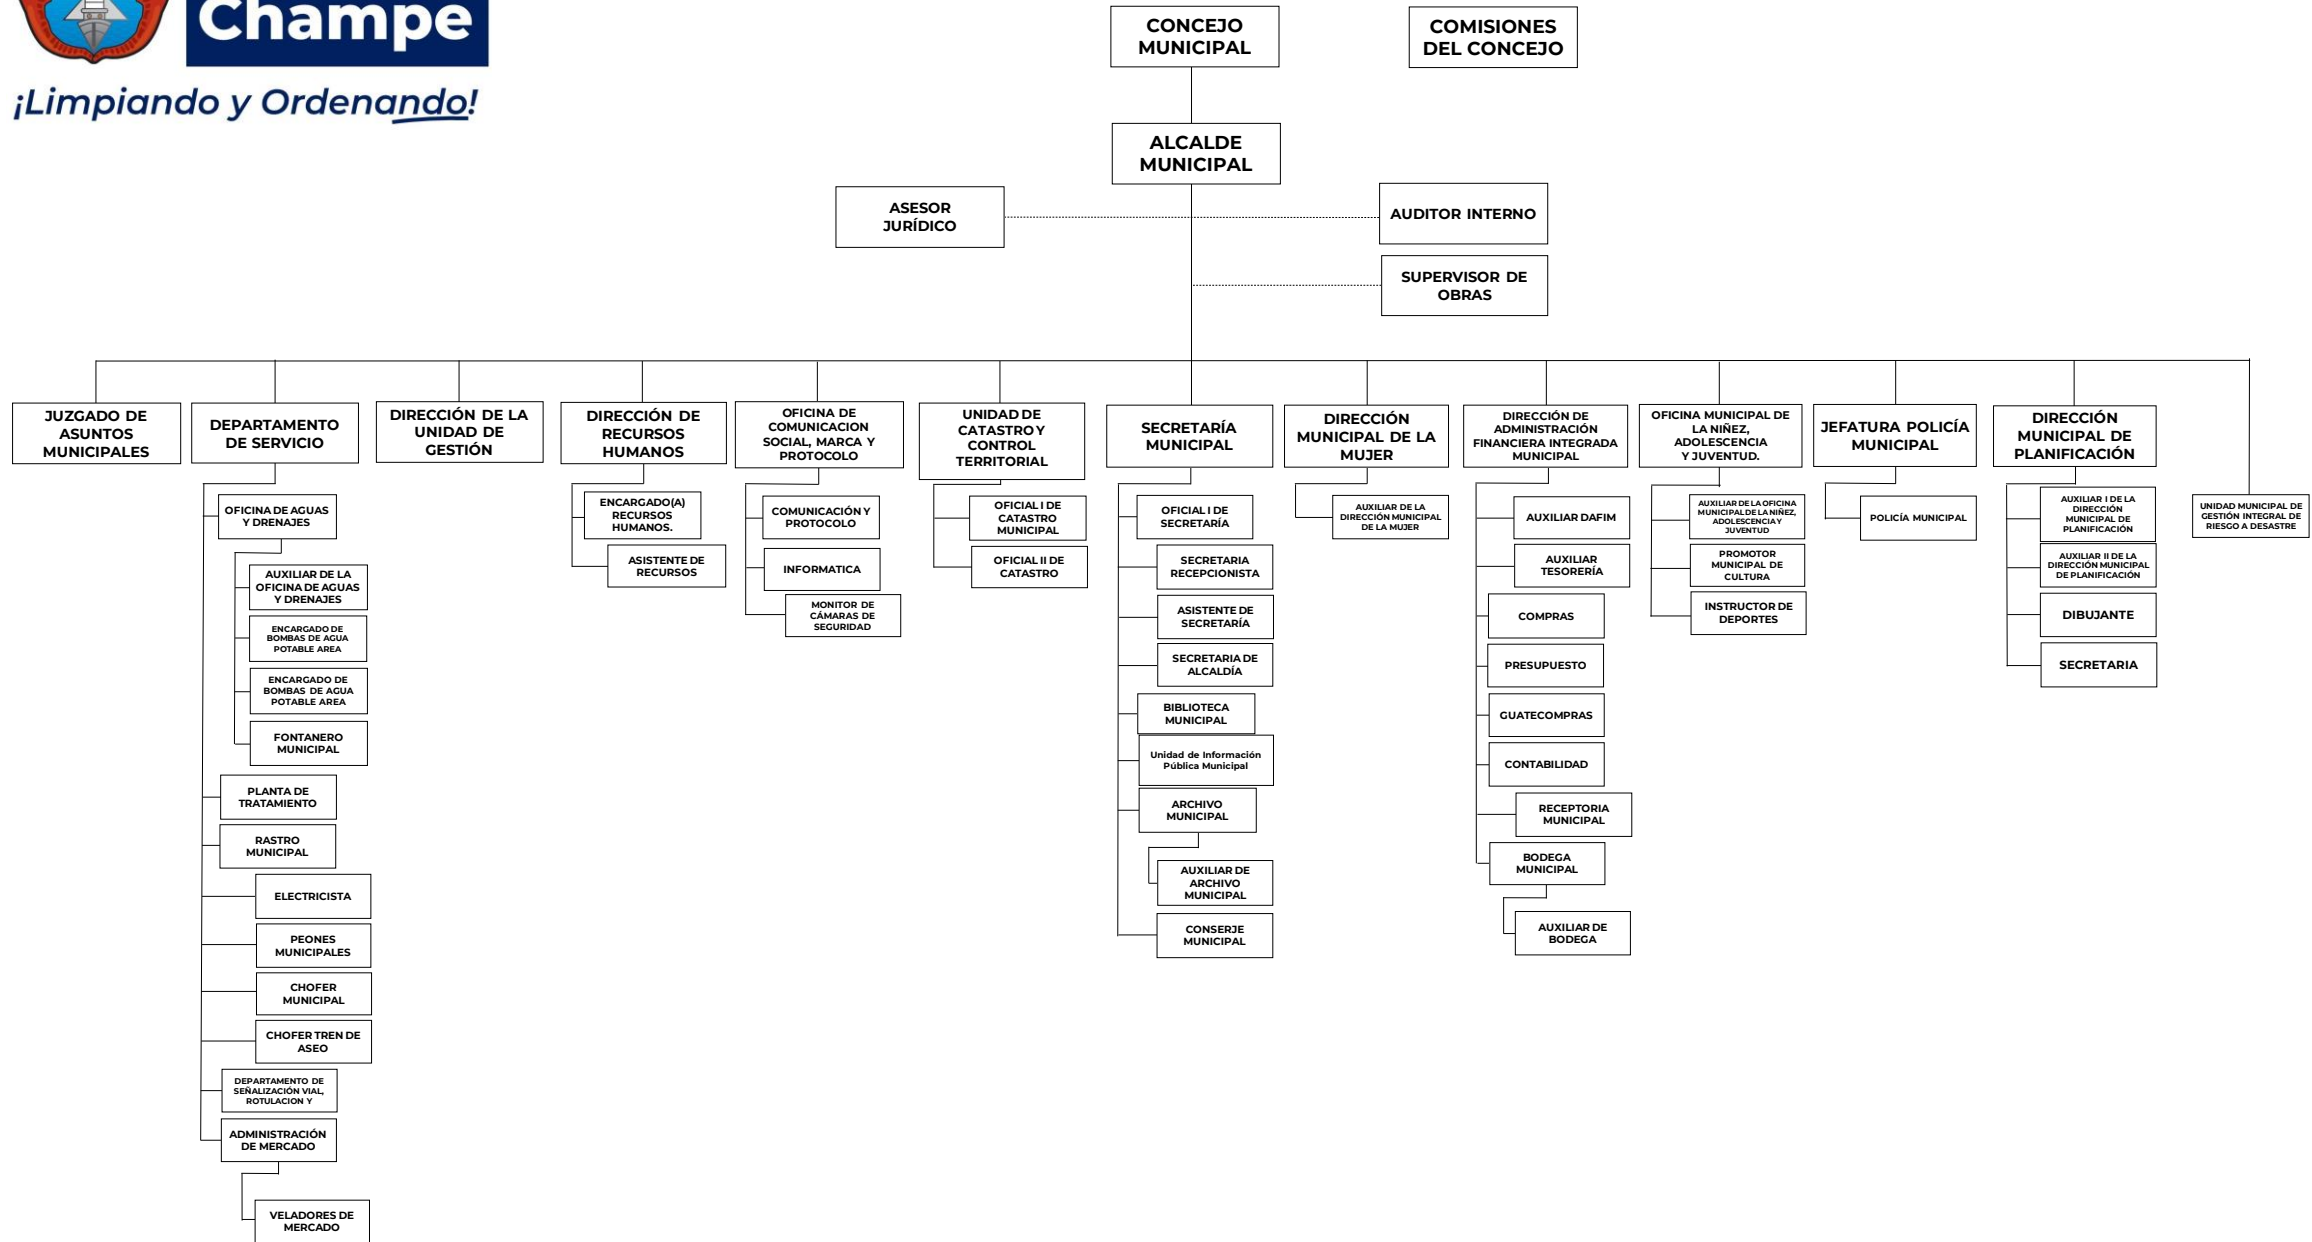 Champe
¡Limpiando y Ordenando!
CONCEJO
MUNICIPAL
COMISIONES
DEL CONCEJO
ALCALDE
MUNICIPAL
ASESOR
JURÍDICO
AUDITOR INTERNO
SUPERVISOR DE
OBRAS
JUZGADO DE
ASUNTOS
MUNICIPALES
DEPARTAMENTO
DE SERVICIO
DIRECCIÓN DE LA
UNIDAD DE
GESTIÓN
DIRECCIÓN DE
RECURSOS
HUMANOS
OFICINA DE
COMUNICACION
SOCIAL, MARCA Y
PROTOCOLO
UNIDAD DE
CATASTRO Y
CONTROL
TERRITORIAL
SECRETARÍA
MUNICIPAL
DIRECCIÓN
MUNICIPAL DE LA
MUJER
DIRECCIÓN DE
ADMINISTRACIÓN
FINANCIERA INTEGRADA
MUNICIPAL
OFICINA MUNICIPAL DE
LA NIÑEZ,
ADOLESCENCIA
Y JUVENTUD.
JEFATURA POLICÍA
MUNICIPAL
DIRECCIÓN
MUNICIPAL DE
PLANIFICACIÓN
UNIDAD MUNICIPAL DE
GESTIÓN INTEGRAL DE
RIESGO A DESASTRE
OFICINA DE AGUAS
Y DRENAJES
AUXILIAR DE LA
OFICINA DE AGUAS
Y DRENAJES
ENCARGADO DE
BOMBAS DE AGUA
POTABLE AREA
ENCARGADO DE
BOMBAS DE AGUA
POTABLE AREA
FONTANERO
MUNICIPAL
PLANTA DE
TRATAMIENTO
RASTRO
MUNICIPAL
ELECTRICISTA
PEONES
MUNICIPALES
CHOFER
MUNICIPAL
CHOFER TREN DE
ASEO
DEPARTAMENTO DE
SEÑALIZACIÓN VIAL,
ROTULACION Y
ADMINISTRACIÓN
DE MERCADO
VELADORES DE
MERCADO
ENCARGADO(A)
RECURSOS
HUMANOS.
ASISTENTE DE
RECURSOS
COMUNICACIÓN Y
PROTOCOLO
INFORMATICA
MONITOR DE
CÁMARAS DE
SEGURIDAD
OFICIAL I DE
CATASTRO
MUNICIPAL
OFICIAL II DE
CATASTRO
OFICIAL I DE
SECRETARÍA
SECRETARIA
RECEPCIONISTA
ASISTENTE DE
SECRETARÍA
SECRETARIA DE
ALCALDÍA
BIBLIOTECA
MUNICIPAL
Unidad de Información
Pública Municipal
ARCHIVO
MUNICIPAL
AUXILIAR DE
ARCHIVO
MUNICIPAL
CONSERJE
MUNICIPAL
AUXILIAR DE LA
DIRECCIÓN MUNICIPAL
DE LA MUJER
AUXILIAR DAFIM
AUXILIAR
TESORERÍA
COMPRAS
PRESUPUESTO
GUATECOMPRAS
CONTABILIDAD
RECEPTORIA
MUNICIPAL
BODEGA
MUNICIPAL
AUXILIAR DE
BODEGA
AUXILIAR DE LA OFICINA
MUNICIPAL DE LA NIÑEZ,
ADOLESCENCIA Y
JUVENTUD
PROMOTOR
MUNICIPAL DE
CULTURA
INSTRUCTOR DE
DEPORTES
POLICÍA MUNICIPAL
AUXILIAR I DE LA
DIRECCIÓN
MUNICIPAL DE
PLANIFICACIÓN
AUXILIAR II DE LA
DIRECCIÓN MUNICIPAL
DE PLANIFICACIÓN
DIBUJANTE
SECRETARIA